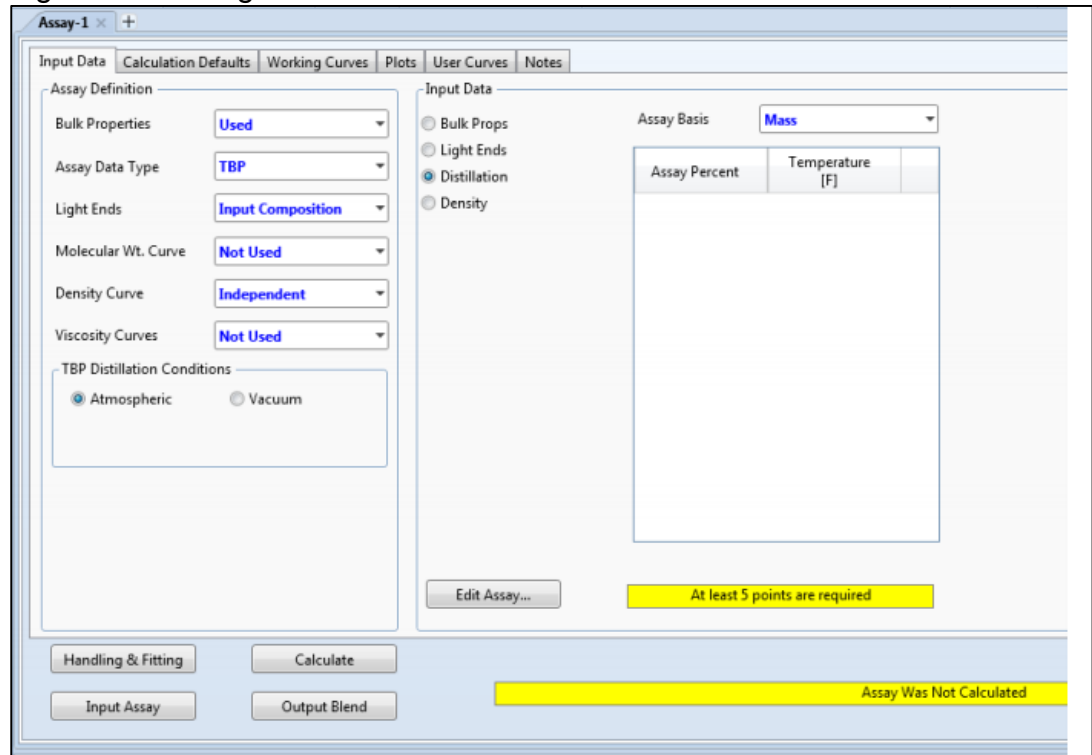 Assay-1 × +
Input Data Calculation Defaults Working Curves Plots User Curves Notes
Assay Definition
Bulk Properties Used
Assay Data Type TBP
Light Ends Input Composition
Molecular Wt. Curve Not Used
Density Curve Independent
Viscosity Curves Not Used
TBP Distillation Conditions
Atmospheric Vacuum
Input Data
Bulk Props
Light Ends
Distillation
Density
Assay Basis Mass
Assay Percent Temperature
[F]
Edit Assay... At least 5 points are required
Handling & Fitting Calculate
Input Assay Output Blend
Assay Was Not Calculated